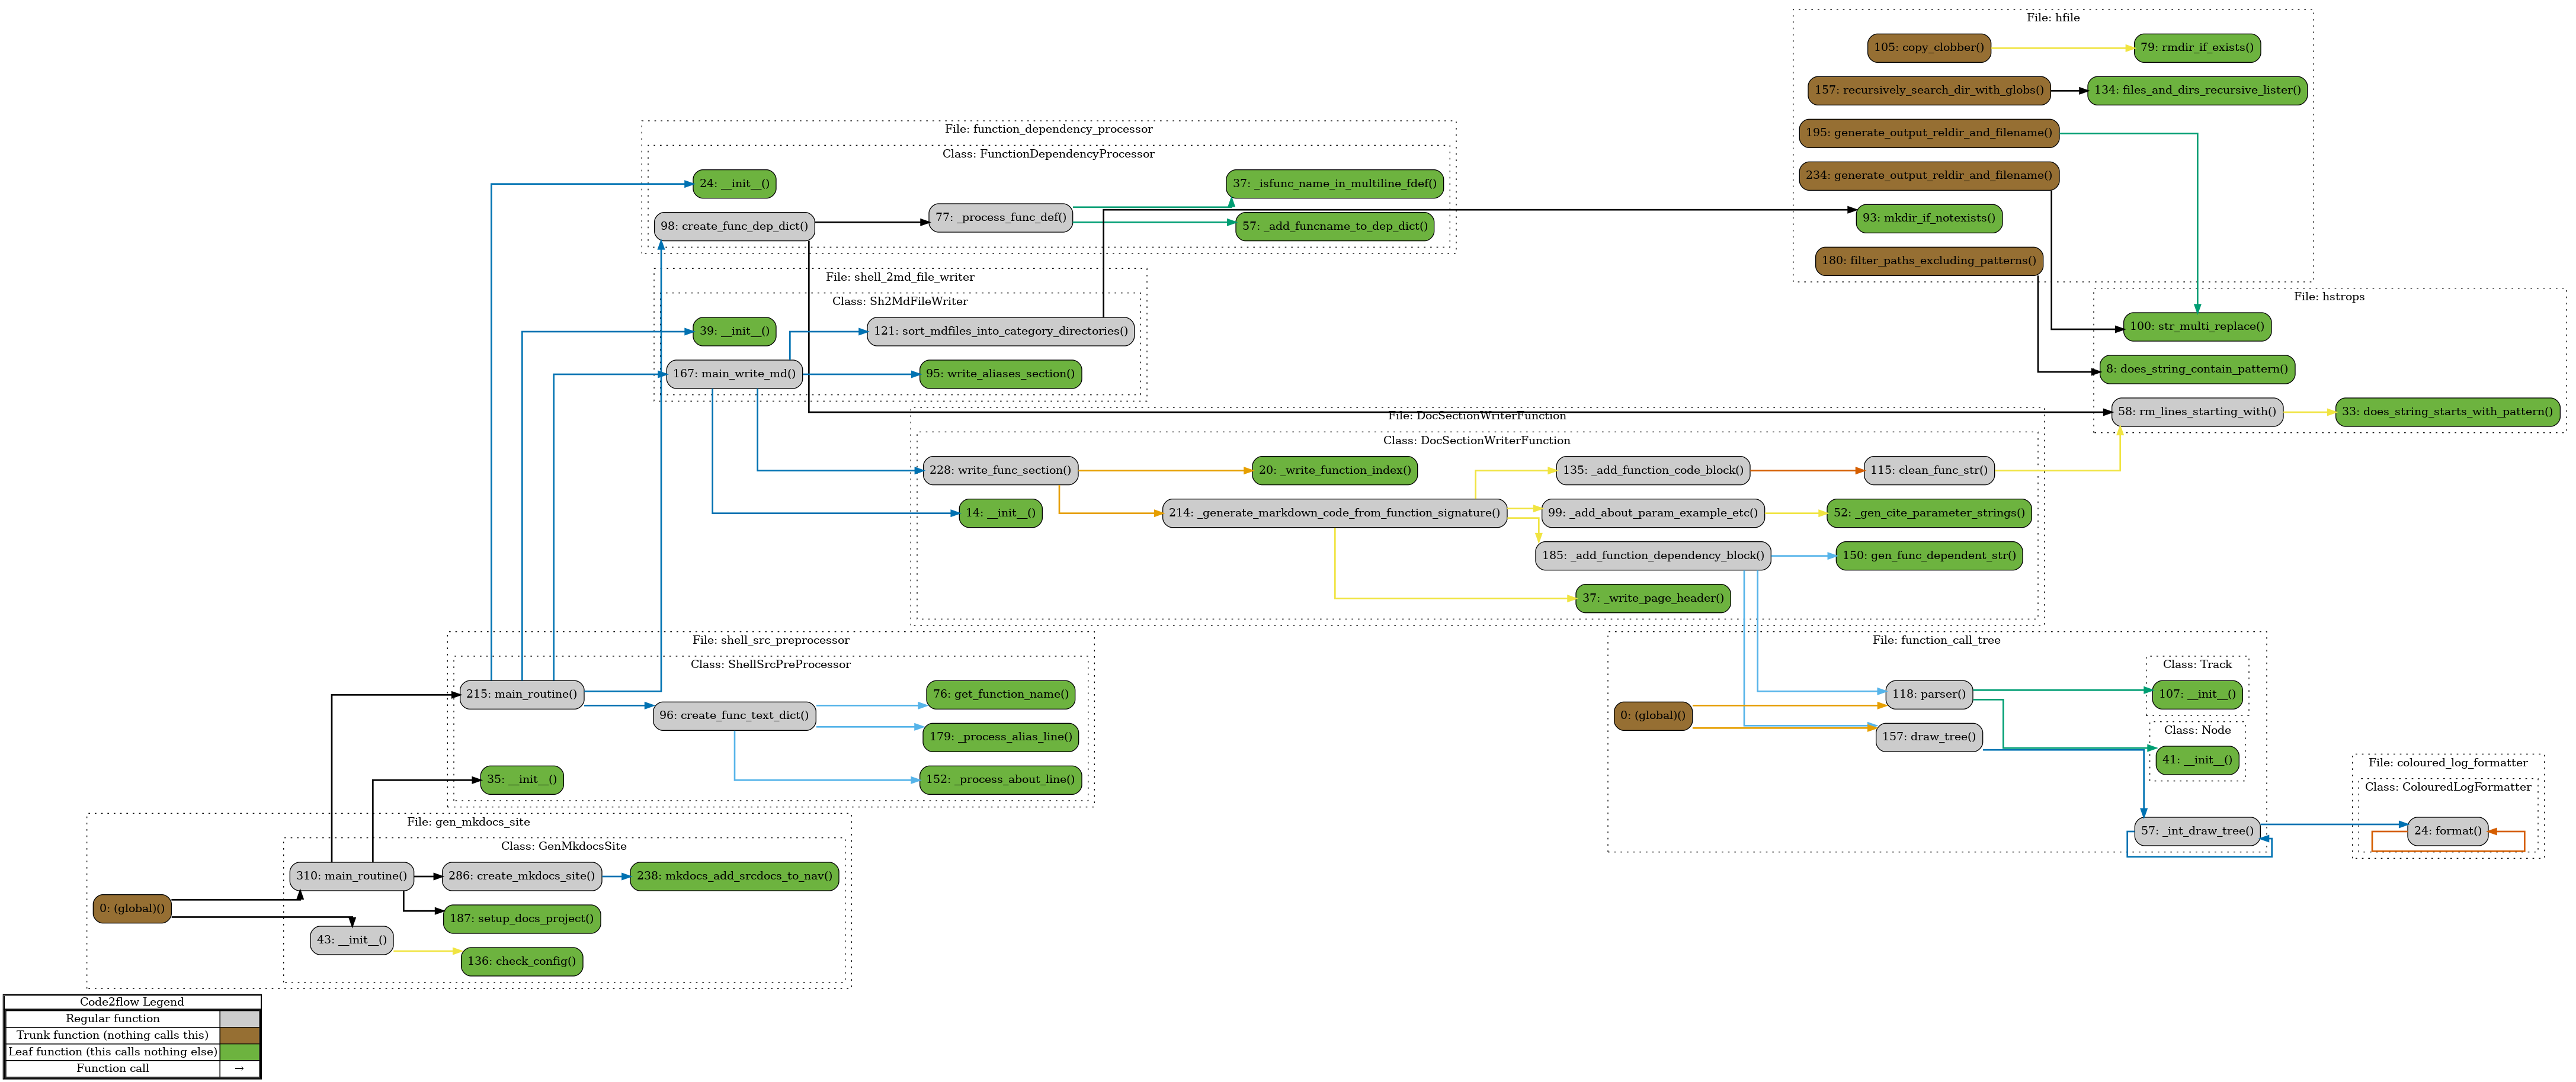 File: hfile
105: copy_clobber()
79: rmdir_if_exists()
157: recursively_search_dir_with_globs()
134: files_and_dirs_recursive_lister()
195: generate_output_reldir_and_filename()
234: generate_output_reldir_and_filename()
93: mkdir_if_notexists()
180: filter_paths_excluding_patterns()
File: function_dependency_processor
Class: FunctionDependencyProcessor
24: __init__()
37: _isfunc_name_in_multiline_fdef()
77: _process_func_def()
98: create_func_dep_dict()
57: _add_funcname_to_dep_dict()
File: shell_2md_file_writer
Class: Sh2MdFileWriter
39: __init__()
121: sort_mdfiles_into_category_directories()
167: main_write_md()
95: write_aliases_section()
File: hstrops
100: str_multi_replace()
8: does_string_contain_pattern()
58: rm_lines_starting_with()
33: does_string_starts_with_pattern()
File: DocSectionWriterFunction
Class: DocSectionWriterFunction
228: write_func_section()
20: _write_function_index()
135: _add_function_code_block()
115: clean_func_str()
14: __init__()
214: _generate_markdown_code_from_function_signature()
99: _add_about_param_example_etc()
52: _gen_cite_parameter_strings()
185: _add_function_dependency_block()
150: gen_func_dependent_str()
37: _write_page_header()
File: shell_src_preprocessor
Class: ShellSrcPreProcessor
215: main_routine()
76: get_function_name()
96: create_func_text_dict()
179: _process_alias_line()
35: __init__()
152: _process_about_line()
File: function_call_tree
Class: Track
118: parser()
107: __init__()
0: (global)()
157: draw_tree()
Class: Node
41: __init__()
57: _int_draw_tree()
File: coloured_log_formatter
Class: ColouredLogFormatter
24: format()
File: gen_mkdocs_site
Class: GenMkdocsSite
310: main_routine()
286: create_mkdocs_site()
238: mkdocs_add_srcdocs_to_nav()
0: (global)()
187: setup_docs_project()
43: __init__()
136: check_config()
Code2flow Legend
Regular function
Trunk function (nothing calls this)
Leaf function (this calls nothing else)
Function call →